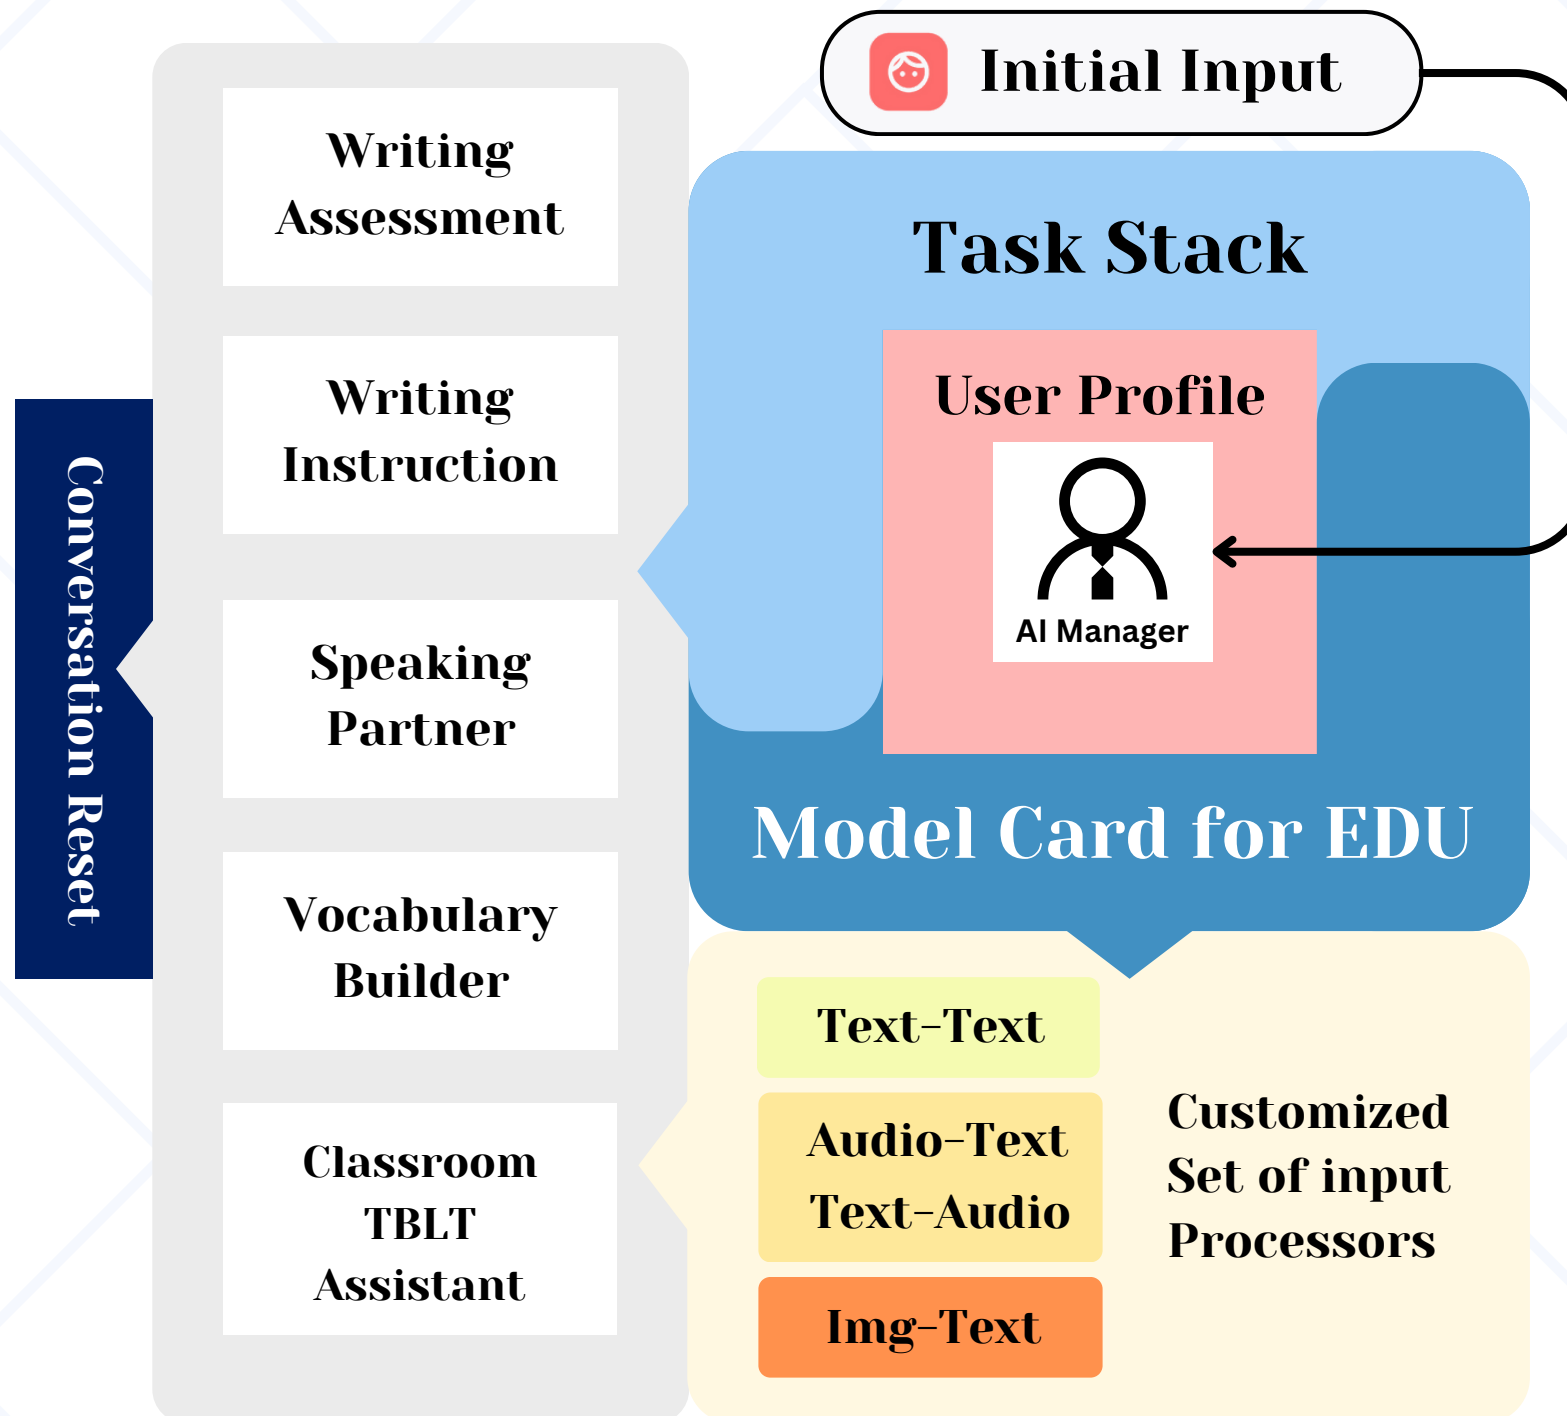 Initial Input
Task Stack
User Profile
AI Manager
Model Card for EDU
Writing
Assessment
Writing
Instruction
Speaking
Partner
Vocabulary
Builder
Classroom
TBLT
Assistant
Conversation Reset
Text-Text
Audio-Text
Text-Audio
Img-Text
Customized
Set of input
Processors